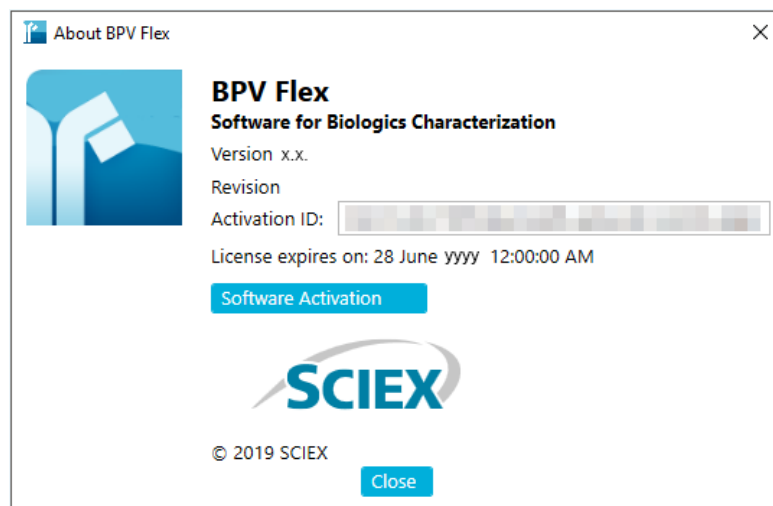 About BPV Flex
BPV Flex
Software for Biologics Characterization
Version x.x.
Revision
Activation ID:
License expires on: 28 June yyyy 12:00:00 AM
Software Activation
SCIEX
© 2019 SCIEX
Close